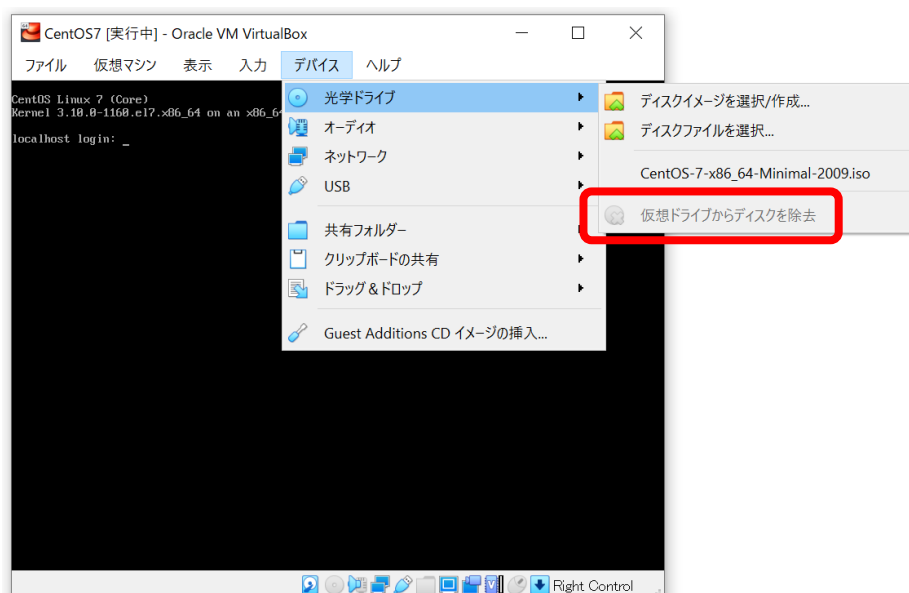 CentOS7 [実行中] - Oracle VM VirtualBox
ファイル 仮想マシン 表示 入力 デバイス ヘルプ
CentOS Linux 7 (Core)
Kernel 3.10.0-1160.el7.x86_64 on an x86_6
localhost login: _
光学ドライブ
オーディオ
ネットワーク
USB
共有フォルダー
クリップボードの共有
ドラッグ＆ドロップ
Guest Additions CD イメージの挿入...
ディスクイメージを選択/作成...
ディスクファイルを選択...
CentOS-7-x86_64-Minimal-2009.iso
仮想ドライブからディスクを除去
Right Control